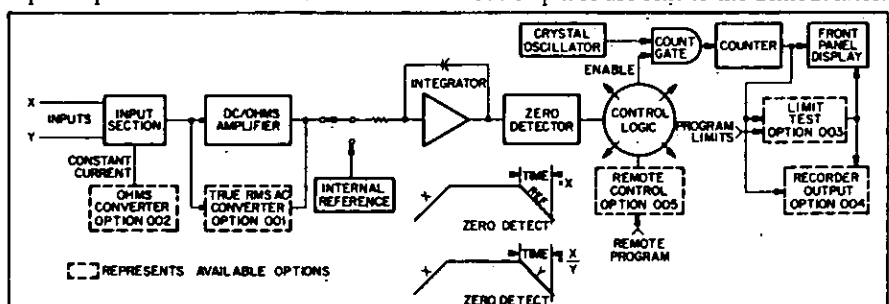 CRYSTAL
OSCILLATOR
COUNT
GATE
COUNTER
FRONT
PANEL
DISPLAY
ENABLE
INTEGRATOR
X
INPUTS
Y
INPUT
SECTION
DC/OHMS
AMPLIFIER
ZERO
DETECTOR
CONTROL
LOGIC
PROGRAM
LIMITS
LIMIT
TEST
OPTION 003
CONSTANT
CURRENT
OHMS
CONVERTER
OPTION 002
TRUE RMS AC
CONVERTER
OPTION 001
INTERNAL
REFERENCE
TIME
X
X
REF
ZERO DETECT
REMOTE
CONTROL
OPTION 005
RECORDER
OUTPUT
OPTION 004
REMOTE
PROGRAM
TIME
X
Y
X
Y
ZERO DETECT
REPRESENTS AVAILABLE OPTIONS